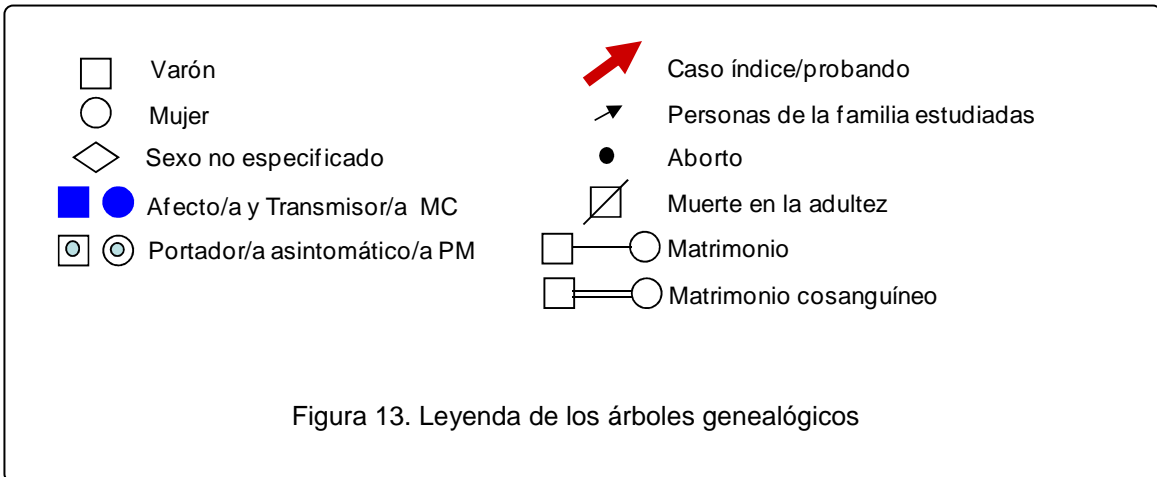 Varón
Mujer
Sexo no especificado
Afecto/a y Transmisor/a MC
Portador/a asintomático/a PM
Caso índice/probando
Personas de la familia estudiadas
Aborto
Muerte en la adultez
Matrimonio
Matrimonio cosanguíneo
Figura 13. Leyenda de los árboles genealógicos